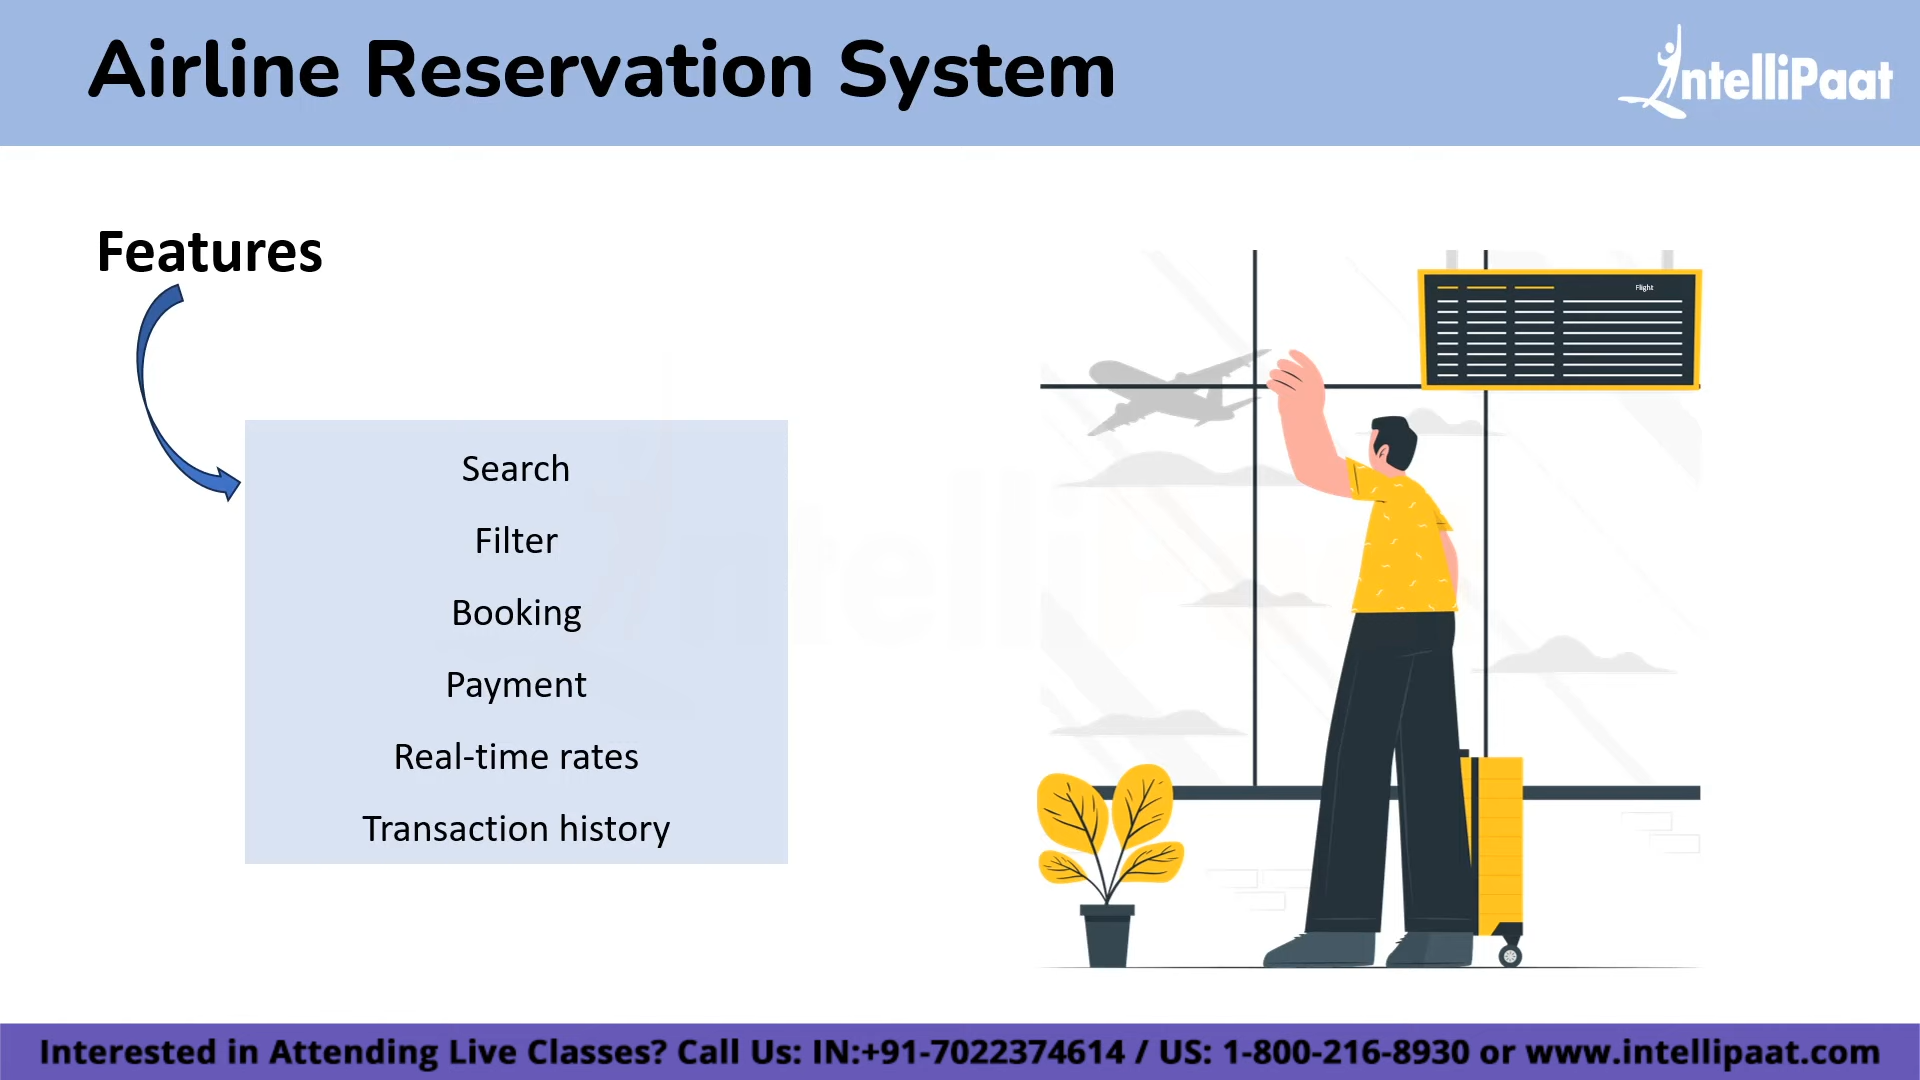 Airline Reservation System
IntelliPaat
Features
Flight
Search
Filter
Booking
Payment
Real-time rates
Transaction history
Interested in Attending Live Classes? Call Us: IN:+91-7022374614 / US: 1-800-216-8930 or www.intellipaat.com